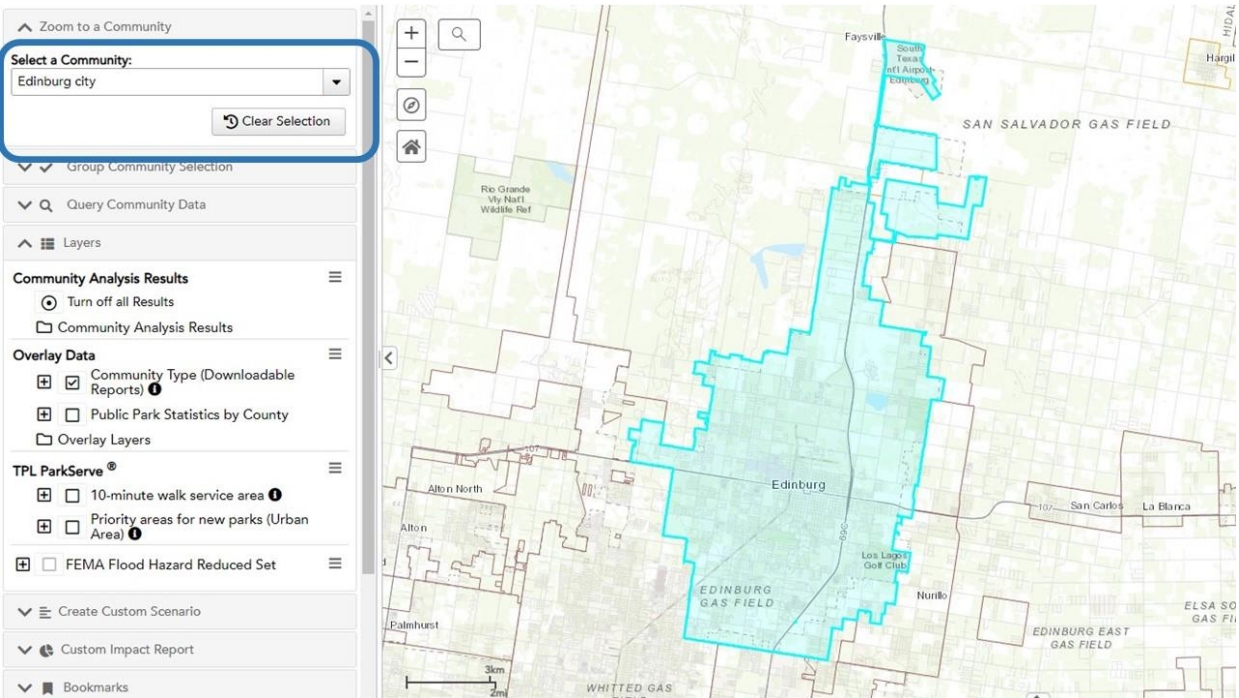 Zoom to a Community
Select a Community:
Edinburg city
Clear Selection
Group Community Selection
Query Community Data
Layers
Community Analysis Results
Turn off all Results
Community Analysis Results
Overlay Data
Community Type (Downloadable
Reports)
Public Park Statistics by County
Overlay Layers
TPL ParkServe ®
10-minute walk service area
Priority areas for new parks (Urban
Area)
FEMA Flood Hazard Reduced Set
Create Custom Scenario
Custom Impact Report
Bookmarks
Faysville
South
Texas
Int'l Airport-
Edinburg
HIDAL
Hargil
SAN SALVADOR GAS FIELD
Rio Grande
Vly Nat'l
Wildlife Ref
107
Alton North
Edinburg
107
San Carlos
La Blanca
Alton
369
Los Lagos
Golf Club
EDINBURG
GAS FIELD
Nurillo
ELSA SO
GAS FI
Palmhurst
EDINBURG EAST
GAS FIELD
3km
2mi
WHITTED GAS